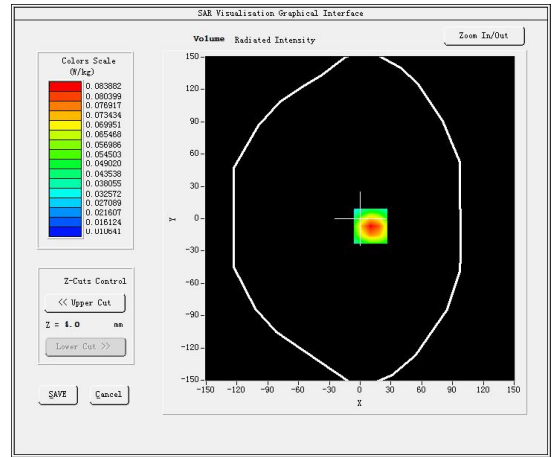 SAR Visualisation Graphical Interface
Volume Radiated Intensity
Zoom In/Out
Colors Scale
(W/kg)
0.083882
0.080399
0.076917
0.073434
0.069951
0.065468
0.056986
0.054503
0.049020
0.043538
0.038055
0.032572
0.027089
0.021607
0.016124
0.010641
Z-Cuts Control
<< Upper Cut
Z = 4.0 mm
Lower Cut >>
SAVE Cancel
150
120
90
60
30
0
-30
-60
-90
-120
-150
Y
-150 -120 -90 -60 -30 0 30 60 90 120 150
X